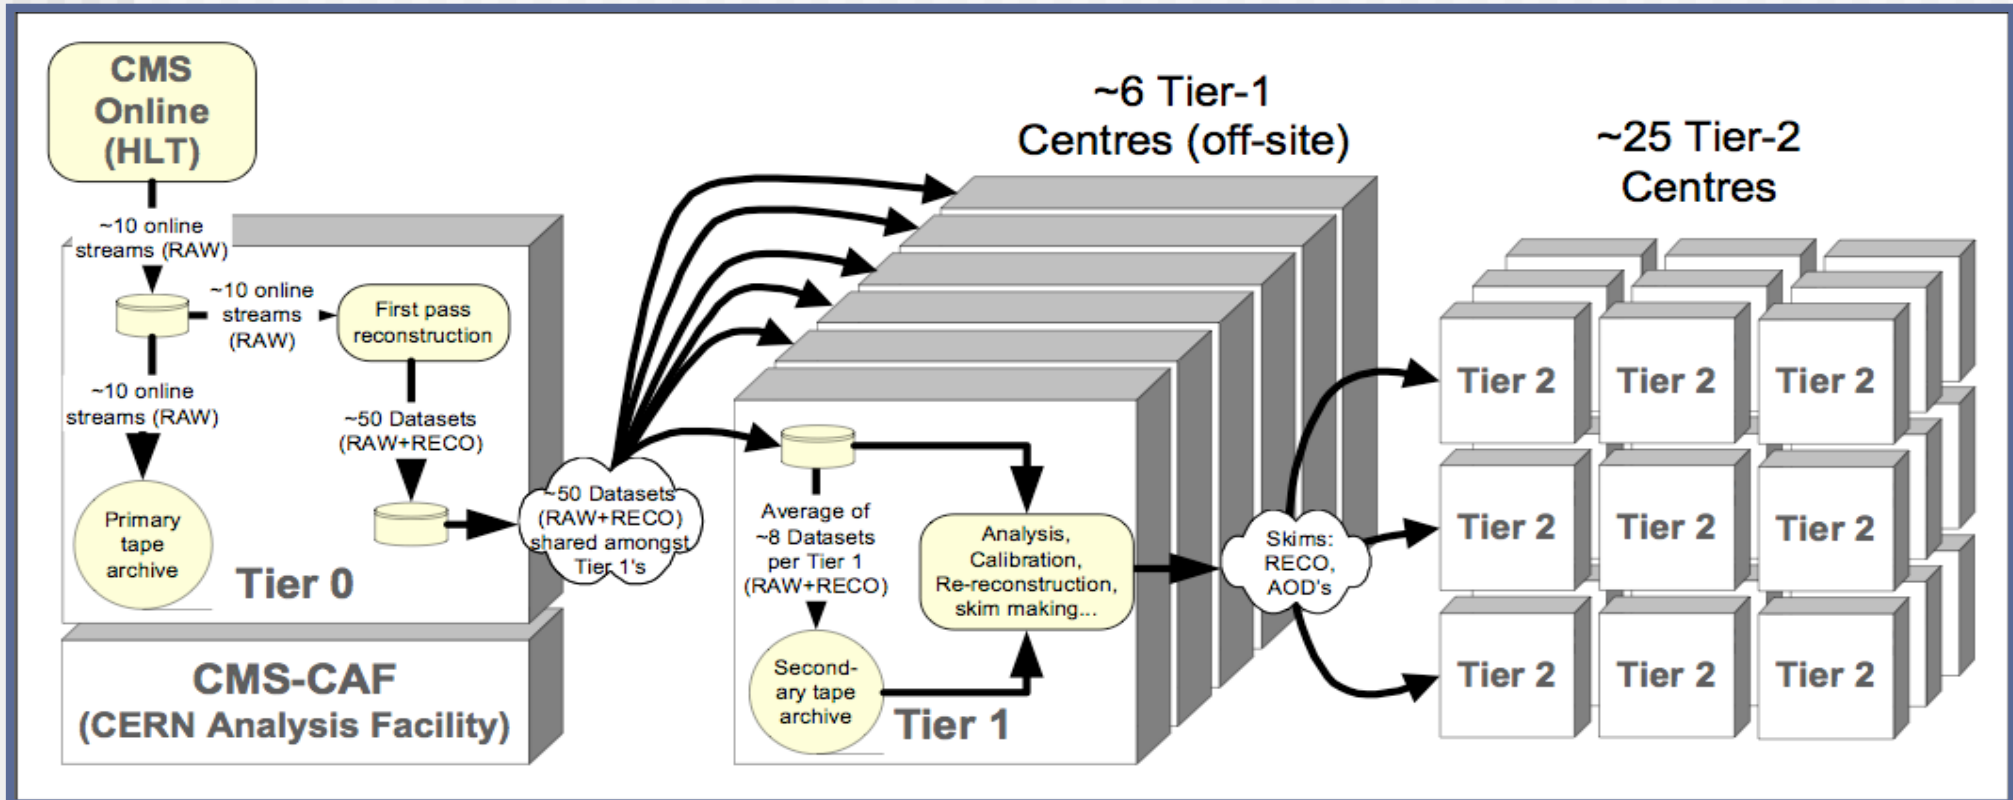 CMS
Online
(HLT)
~10 online
streams (RAW)
~10 online
streams
(RAW)
First pass
reconstruction
~10 online
streams (RAW)
~50 Datasets
(RAW+RECO)
Primary
tape
archive
Tier 0
CMS-CAF
(CERN Analysis Facility)
~50 Datasets
(RAW+RECO)
shared amongst
Tier 1's
~6 Tier-1
Centres (off-site)
Average of
~8 Datasets
per Tier 1
(RAW+RECO)
Analysis,
Calibration,
Re-reconstruction,
skim making...
Second-
ary tape
archive
Tier 1
Skims:
RECO,
AOD's
~25 Tier-2
Centres
Tier 2
Tier 2
Tier 2
Tier 2
Tier 2
Tier 2
Tier 2
Tier 2
Tier 2